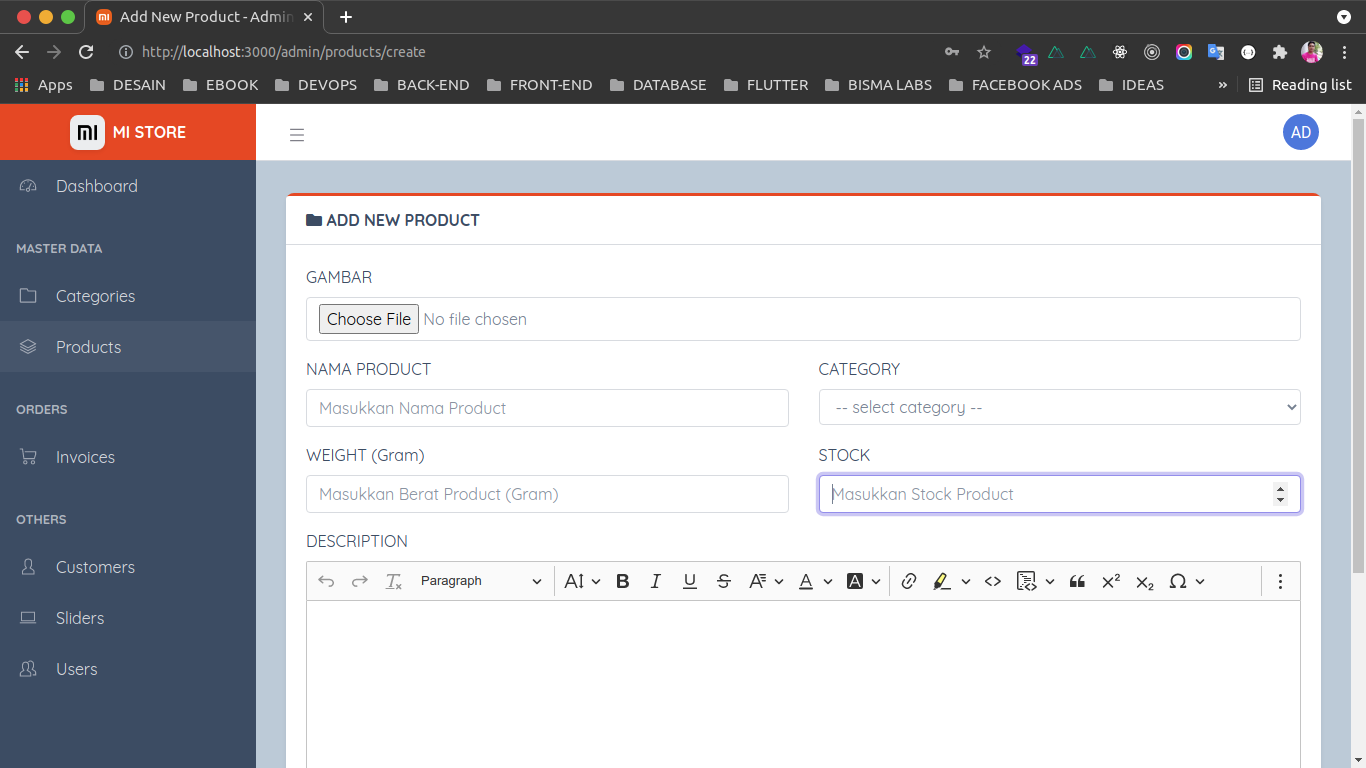 Add New Product - Admin
http://localhost:3000/admin/products/create
22
Apps DESAIN EBOOK DEVOPS BACK-END FRONT-END DATABASE FLUTTER BISMA LABS FACEBOOK ADS IDEAS » Reading list
MI STORE
AD
Dashboard
MASTER DATA
Categories
Products
ORDERS
Invoices
OTHERS
Customers
Sliders
Users
ADD NEW PRODUCT
GAMBAR
Choose File No file chosen
NAMA PRODUCT
Masukkan Nama Product
CATEGORY
-- select category --
WEIGHT (Gram)
Masukkan Berat Product (Gram)
STOCK
Masukkan Stock Product
DESCRIPTION
Paragraph